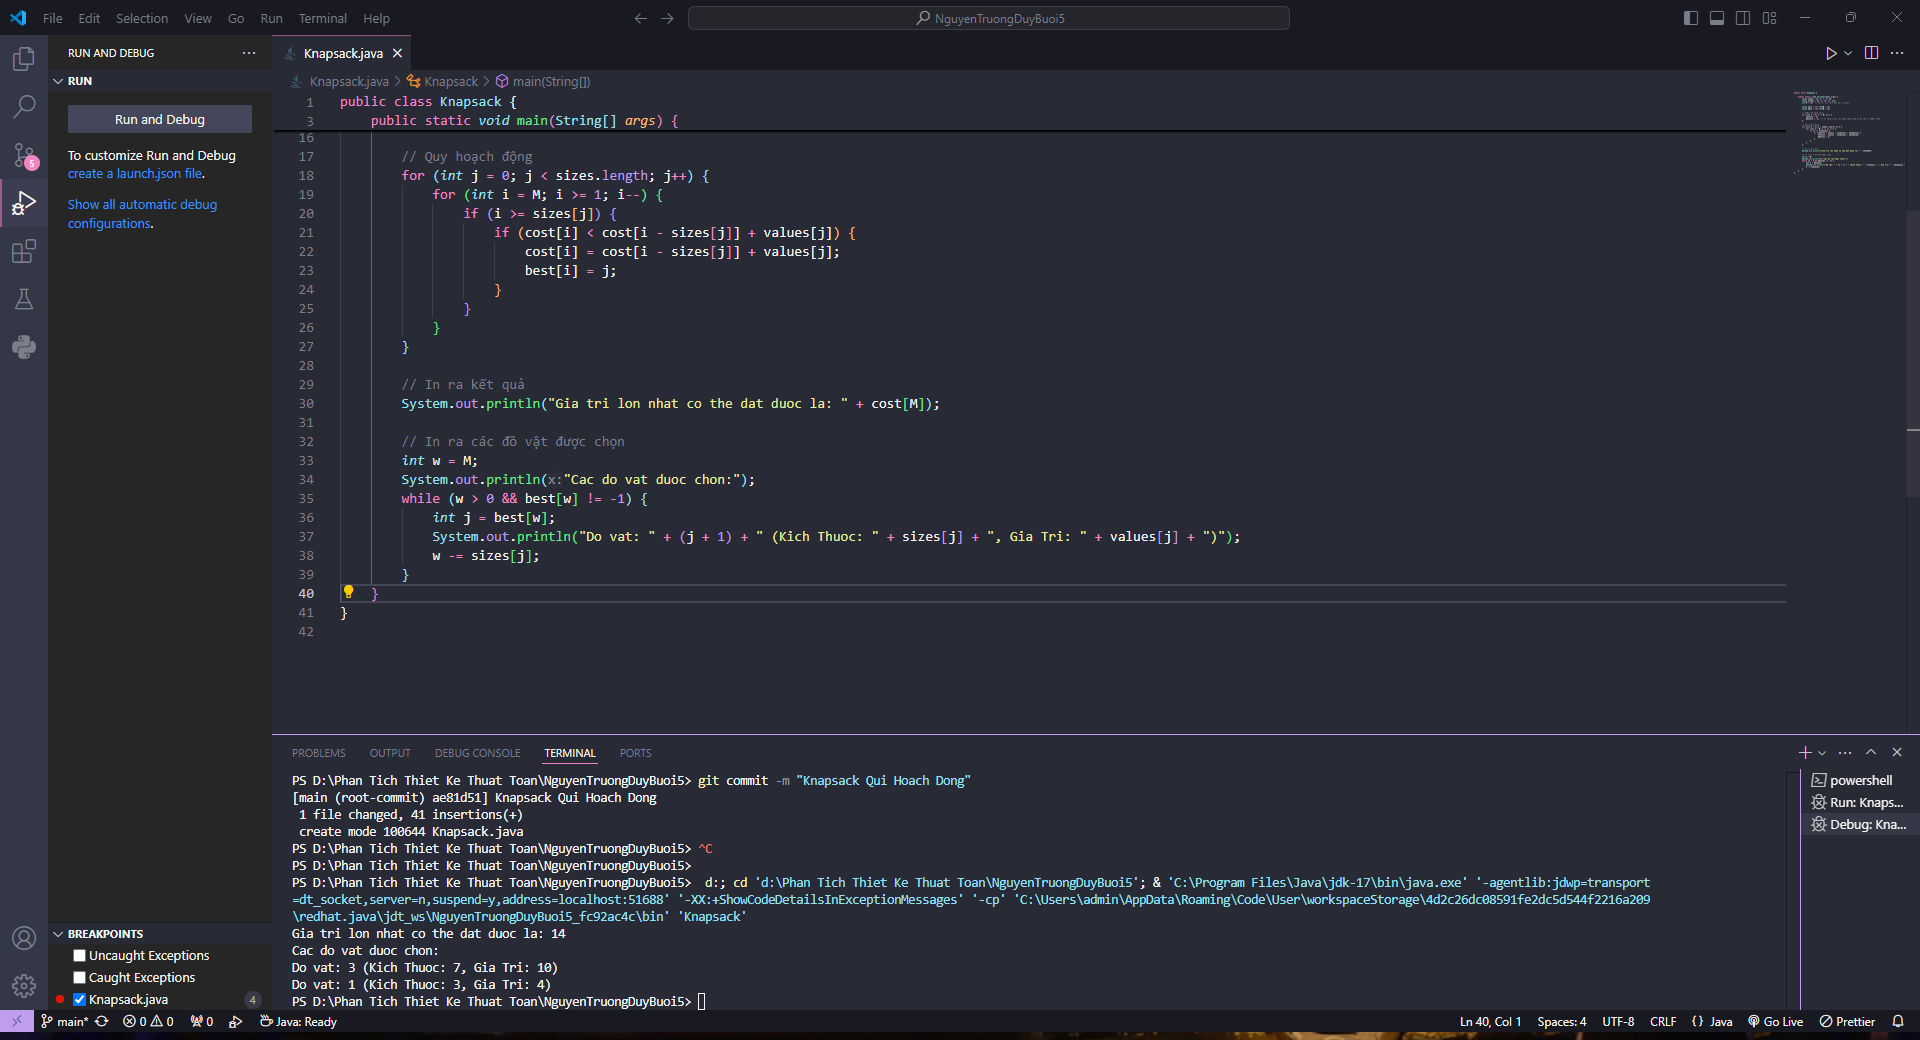 File Edit Selection View Go Run Terminal Help
NguyenTruongDuyBuoi5
RUN AND DEBUG
RUN
Run and Debug
To customize Run and Debug
create a launch.json file.
Show all automatic debug
configurations.
5
Knapsack.java
Knapsack.java > Knapsack > main(String[])
1 public class Knapsack {
3 public static void main(String[] args) {
16
17 // Quy hoạch động
18 for (int j = 0; j < sizes.length; j++) {
19 for (int i = M; i >= 1; i--) {
20 if (i >= sizes[j]) {
21 if (cost[i] < cost[i - sizes[j]] + values[j]) {
22 cost[i] = cost[i - sizes[j]] + values[j];
23 best[i] = j;
24 }
25 }
26 }
27 }
28
29 // In ra kết quả
30 System.out.println("Gia tri lon nhat co the dat duoc la: " + cost[M]);
31
32 // In ra các đồ vật được chọn
33 int w = M;
34 System.out.println(x:"Cac do vat duoc chon:");
35 while (w > 0 && best[w] != -1) {
36 int j = best[w];
37 System.out.println("Do vat: " + (j + 1) + " (Kich Thuoc: " + sizes[j] + ", Gia Tri: " + values[j] + ")");
38 w -= sizes[j];
39 }
40 }
41 }
42
PROBLEMS OUTPUT DEBUG CONSOLE TERMINAL PORTS
PS D:\Phan Tich Thiet Ke Thuat Toan\NguyenTruongDuyBuoi5> git commit -m "Knapsack Qui Hoach Dong"
[main (root-commit) ae81d51] Knapsack Qui Hoach Dong
1 file changed, 41 insertions(+)
create mode 100644 Knapsack.java
PS D:\Phan Tich Thiet Ke Thuat Toan\NguyenTruongDuyBuoi5> ^C
PS D:\Phan Tich Thiet Ke Thuat Toan\NguyenTruongDuyBuoi5>
PS D:\Phan Tich Thiet Ke Thuat Toan\NguyenTruongDuyBuoi5> d:; cd 'd:\Phan Tich Thiet Ke Thuat Toan\NguyenTruongDuyBuoi5'; & 'C:\Program Files\Java\jdk-17\bin\java.exe' '-agentlib:jdwp=transport
=dt_socket,server=n,suspend=y,address=localhost:51688' '-XX:+ShowCodeDetailsInExceptionMessages' '-cp' 'C:\Users\admin\AppData\Roaming\Code\User\workspaceStorage\4d2c26dc08591fe2dc5d544f2216a209
\redhat.java\jdt_ws\NguyenTruongDuyBuoi5_fc92ac4c\bin' 'Knapsack'
Gia tri lon nhat co the dat duoc la: 14
Cac do vat duoc chon:
Do vat: 3 (Kich Thuoc: 7, Gia Tri: 10)
Do vat: 1 (Kich Thuoc: 3, Gia Tri: 4)
PS D:\Phan Tich Thiet Ke Thuat Toan\NguyenTruongDuyBuoi5>
powershell
Run: Knaps...
Debug: Kna...
BREAKPOINTS
Uncaught Exceptions
Caught Exceptions
Knapsack.java 4
main* 0 0 0 Java: Ready Ln 40, Col 1 Spaces: 4 UTF-8 CRLF {} Java Go Live Prettier